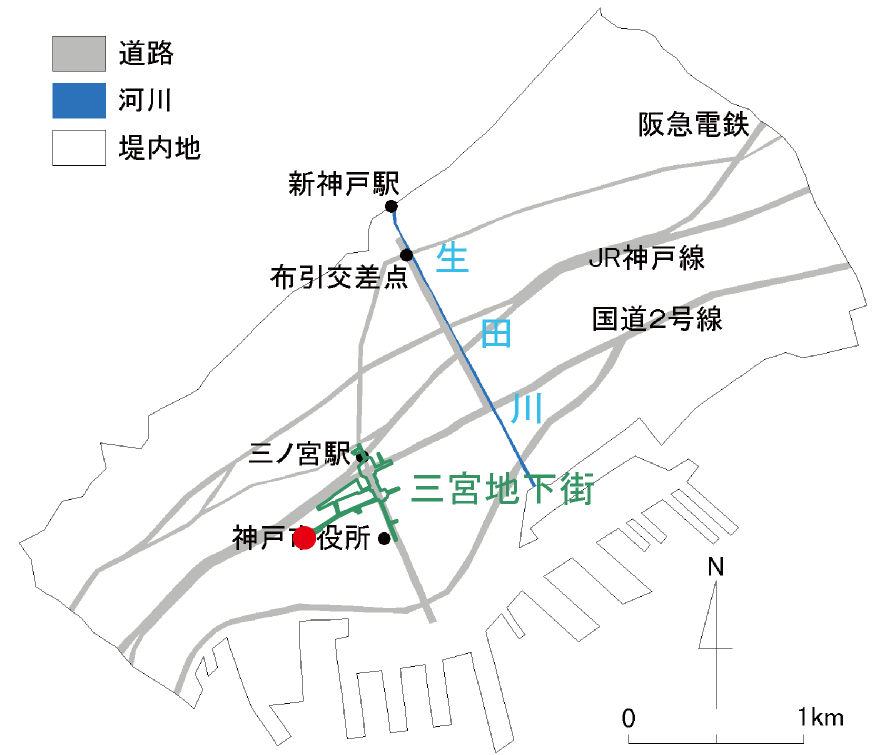 道路
河川
堤内地
阪急電鉄
新神戸駅
生田川
布引交差点
JR神戸線
国道2号線
三ノ宮駅
三宮地下街
神戸市役所
N
0 1km